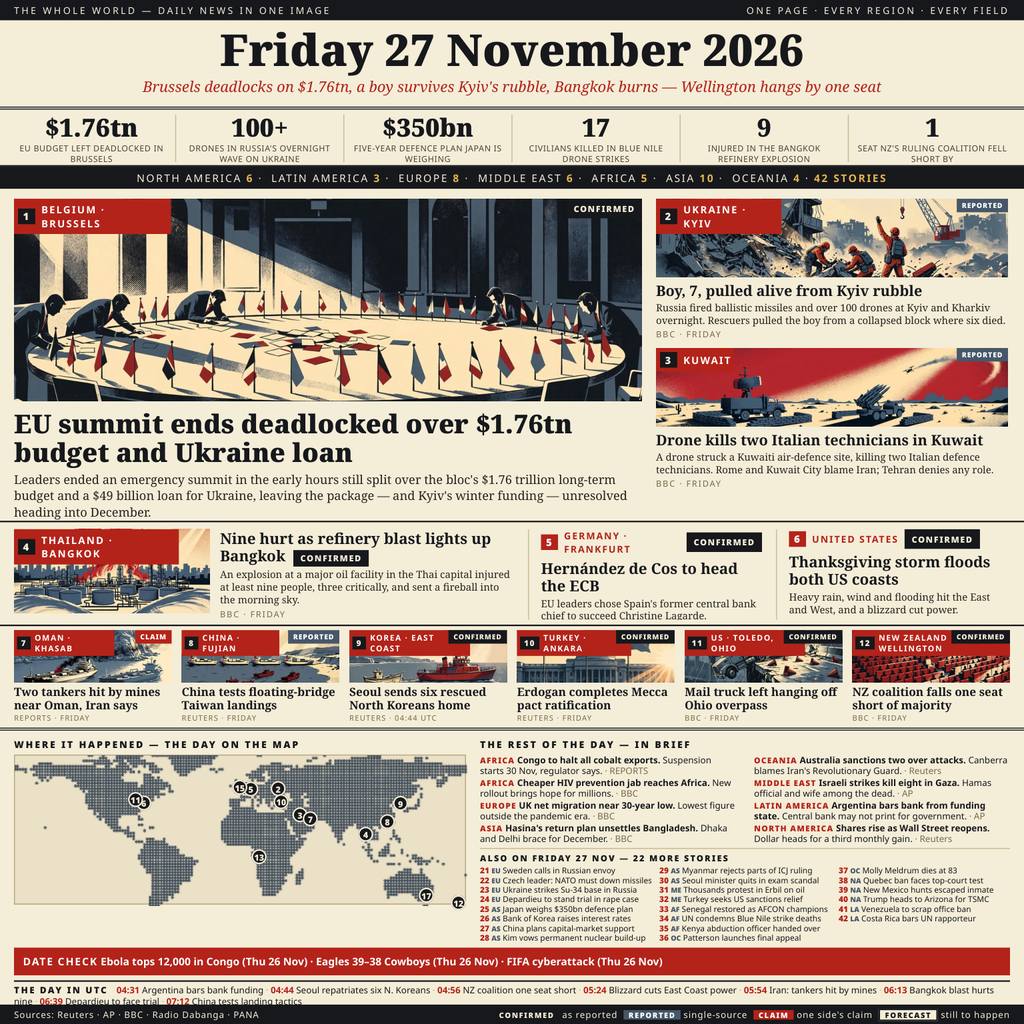 THE WHOLE WORLD — DAILY NEWS IN ONE IMAGE
ONE PAGE · EVERY REGION · EVERY FIELD
Friday 27 November 2026
Brussels deadlocks on $1.76tn, a boy survives Kyiv's rubble, Bangkok burns — Wellington hangs by one seat
$1.76tn
EU BUDGET LEFT DEADLOCKED IN
BRUSSELS
100+
DRONES IN RUSSIA'S OVERNIGHT
WAVE ON UKRAINE
$350bn
FIVE-YEAR DEFENCE PLAN JAPAN IS
WEIGHING
17
CIVILIANS KILLED IN BLUE NILE
DRONE STRIKES
9
INJURED IN THE BANGKOK
REFINERY EXPLOSION
1
SEAT NZ'S RULING COALITION FELL
SHORT BY
NORTH AMERICA 6 · LATIN AMERICA 3 · EUROPE 8 · MIDDLE EAST 6 · AFRICA 5 · ASIA 10 · OCEANIA 4 · 42 STORIES
1 BELGIUM ·
BRUSSELS
CONFIRMED
EU summit ends deadlocked over $1.76tn
budget and Ukraine loan
Leaders ended an emergency summit in the early hours still split over the bloc's $1.76 trillion long-term
budget and a $49 billion loan for Ukraine, leaving the package — and Kyiv's winter funding — unresolved
heading into December.
2 UKRAINE ·
KYIV
REPORTED
Boy, 7, pulled alive from Kyiv rubble
Russia fired ballistic missiles and over 100 drones at Kyiv and Kharkiv
overnight. Rescuers pulled the boy from a collapsed block where six died.
BBC · FRIDAY
3 KUWAIT
REPORTED
Drone kills two Italian technicians in Kuwait
A drone struck a Kuwaiti air-defence site, killing two Italian defence
technicians. Rome and Kuwait City blame Iran; Tehran denies any role.
BBC · FRIDAY
4 THAILAND ·
BANGKOK
Nine hurt as refinery blast lights up
Bangkok CONFIRMED
An explosion at a major oil facility in the Thai capital injured
at least nine people, three critically, and sent a fireball into
the morning sky.
BBC · FRIDAY
5 GERMANY ·
FRANKFURT
CONFIRMED
Hernández de Cos to head
the ECB
EU leaders chose Spain's former central bank
chief to succeed Christine Lagarde.
6 UNITED STATES CONFIRMED
Thanksgiving storm floods
both US coasts
Heavy rain, wind and flooding hit the East
and West, and a blizzard cut power.
7 OMAN ·
KHASAB
CLAIM
Two tankers hit by mines
near Oman, Iran says
REPORTS · FRIDAY
8 CHINA ·
FUJIAN
REPORTED
China tests floating-bridge
Taiwan landings
REUTERS · FRIDAY
9 KOREA · EAST
COAST
CONFIRMED
Seoul sends six rescued
North Koreans home
REUTERS · 04:44 UTC
10 TURKEY ·
ANKARA
CONFIRMED
Erdogan completes Mecca
pact ratification
REUTERS · FRIDAY
11 US · TOLEDO,
OHIO
CONFIRMED
Mail truck left hanging off
Ohio overpass
BBC · FRIDAY
12 NEW ZEALAND
WELLINGTON
CONFIRMED
NZ coalition falls one seat
short of majority
BBC · FRIDAY
WHERE IT HAPPENED — THE DAY ON THE MAP
11
6
15
5
2
10
3
7
9
8
4
13
17
12
THE REST OF THE DAY — IN BRIEF
AFRICA Congo to halt all cobalt exports. Suspension
starts 30 Nov, regulator says. · REPORTS
AFRICA Cheaper HIV prevention jab reaches Africa. New
rollout brings hope for millions. · BBC
EUROPE UK net migration near 30-year low. Lowest figure
outside the pandemic era. · BBC
ASIA Hasina's return plan unsettles Bangladesh. Dhaka
and Delhi brace for December. · BBC
OCEANIA Australia sanctions two over attacks. Canberra
blames Iran's Revolutionary Guard. · Reuters
MIDDLE EAST Israeli strikes kill eight in Gaza. Hamas
official and wife among the dead. · AP
LATIN AMERICA Argentina bars bank from funding
state. Central bank may not print for government. · AP
NORTH AMERICA Shares rise as Wall Street reopens.
Dollar heads for a third monthly gain. · Reuters
ALSO ON FRIDAY 27 NOV — 22 MORE STORIES
21 EU Sweden calls in Russian envoy
22 EU Czech leader: NATO must down missiles
23 EU Ukraine strikes Su-34 base in Russia
24 EU Depardieu to stand trial in rape case
25 AS Japan weighs $350bn defence plan
26 AS Bank of Korea raises interest rates
27 AS China plans capital-market support
28 AS Kim vows permanent nuclear build-up
29 AS Myanmar rejects parts of ICJ ruling
30 AS Seoul minister quits in exam scandal
31 ME Thousands protest in Erbil on oil
32 ME Turkey seeks US sanctions relief
33 AF Senegal restored as AFCON champions
34 AF UN condemns Blue Nile strike deaths
35 AF Kenya abduction officer handed over
36 OC Patterson launches final appeal
37 OC Molly Meldrum dies at 83
38 NA Quebec ban faces top-court test
39 NA New Mexico hunts escaped inmate
40 NA Trump heads to Arizona for TSMC
41 LA Venezuela to scrap office ban
42 LA Costa Rica bars UN rapporteur
DATE CHECK Ebola tops 12,000 in Congo (Thu 26 Nov) · Eagles 39–38 Cowboys (Thu 26 Nov) · FIFA cyberattack (Thu 26 Nov)
THE DAY IN UTC 04:31 Argentina bars bank funding · 04:44 Seoul repatriates six N. Koreans · 04:56 NZ coalition one seat short · 05:24 Blizzard cuts East Coast power · 05:54 Iran: tankers hit by mines · 06:13 Bangkok blast hurts
nine · 06:39 Depardieu to face trial · 07:12 China tests landing tactics
Sources: Reuters · AP · BBC · Radio Dabanga · PANA
CONFIRMED as reported REPORTED single-source CLAIM one side's claim FORECAST still to happen